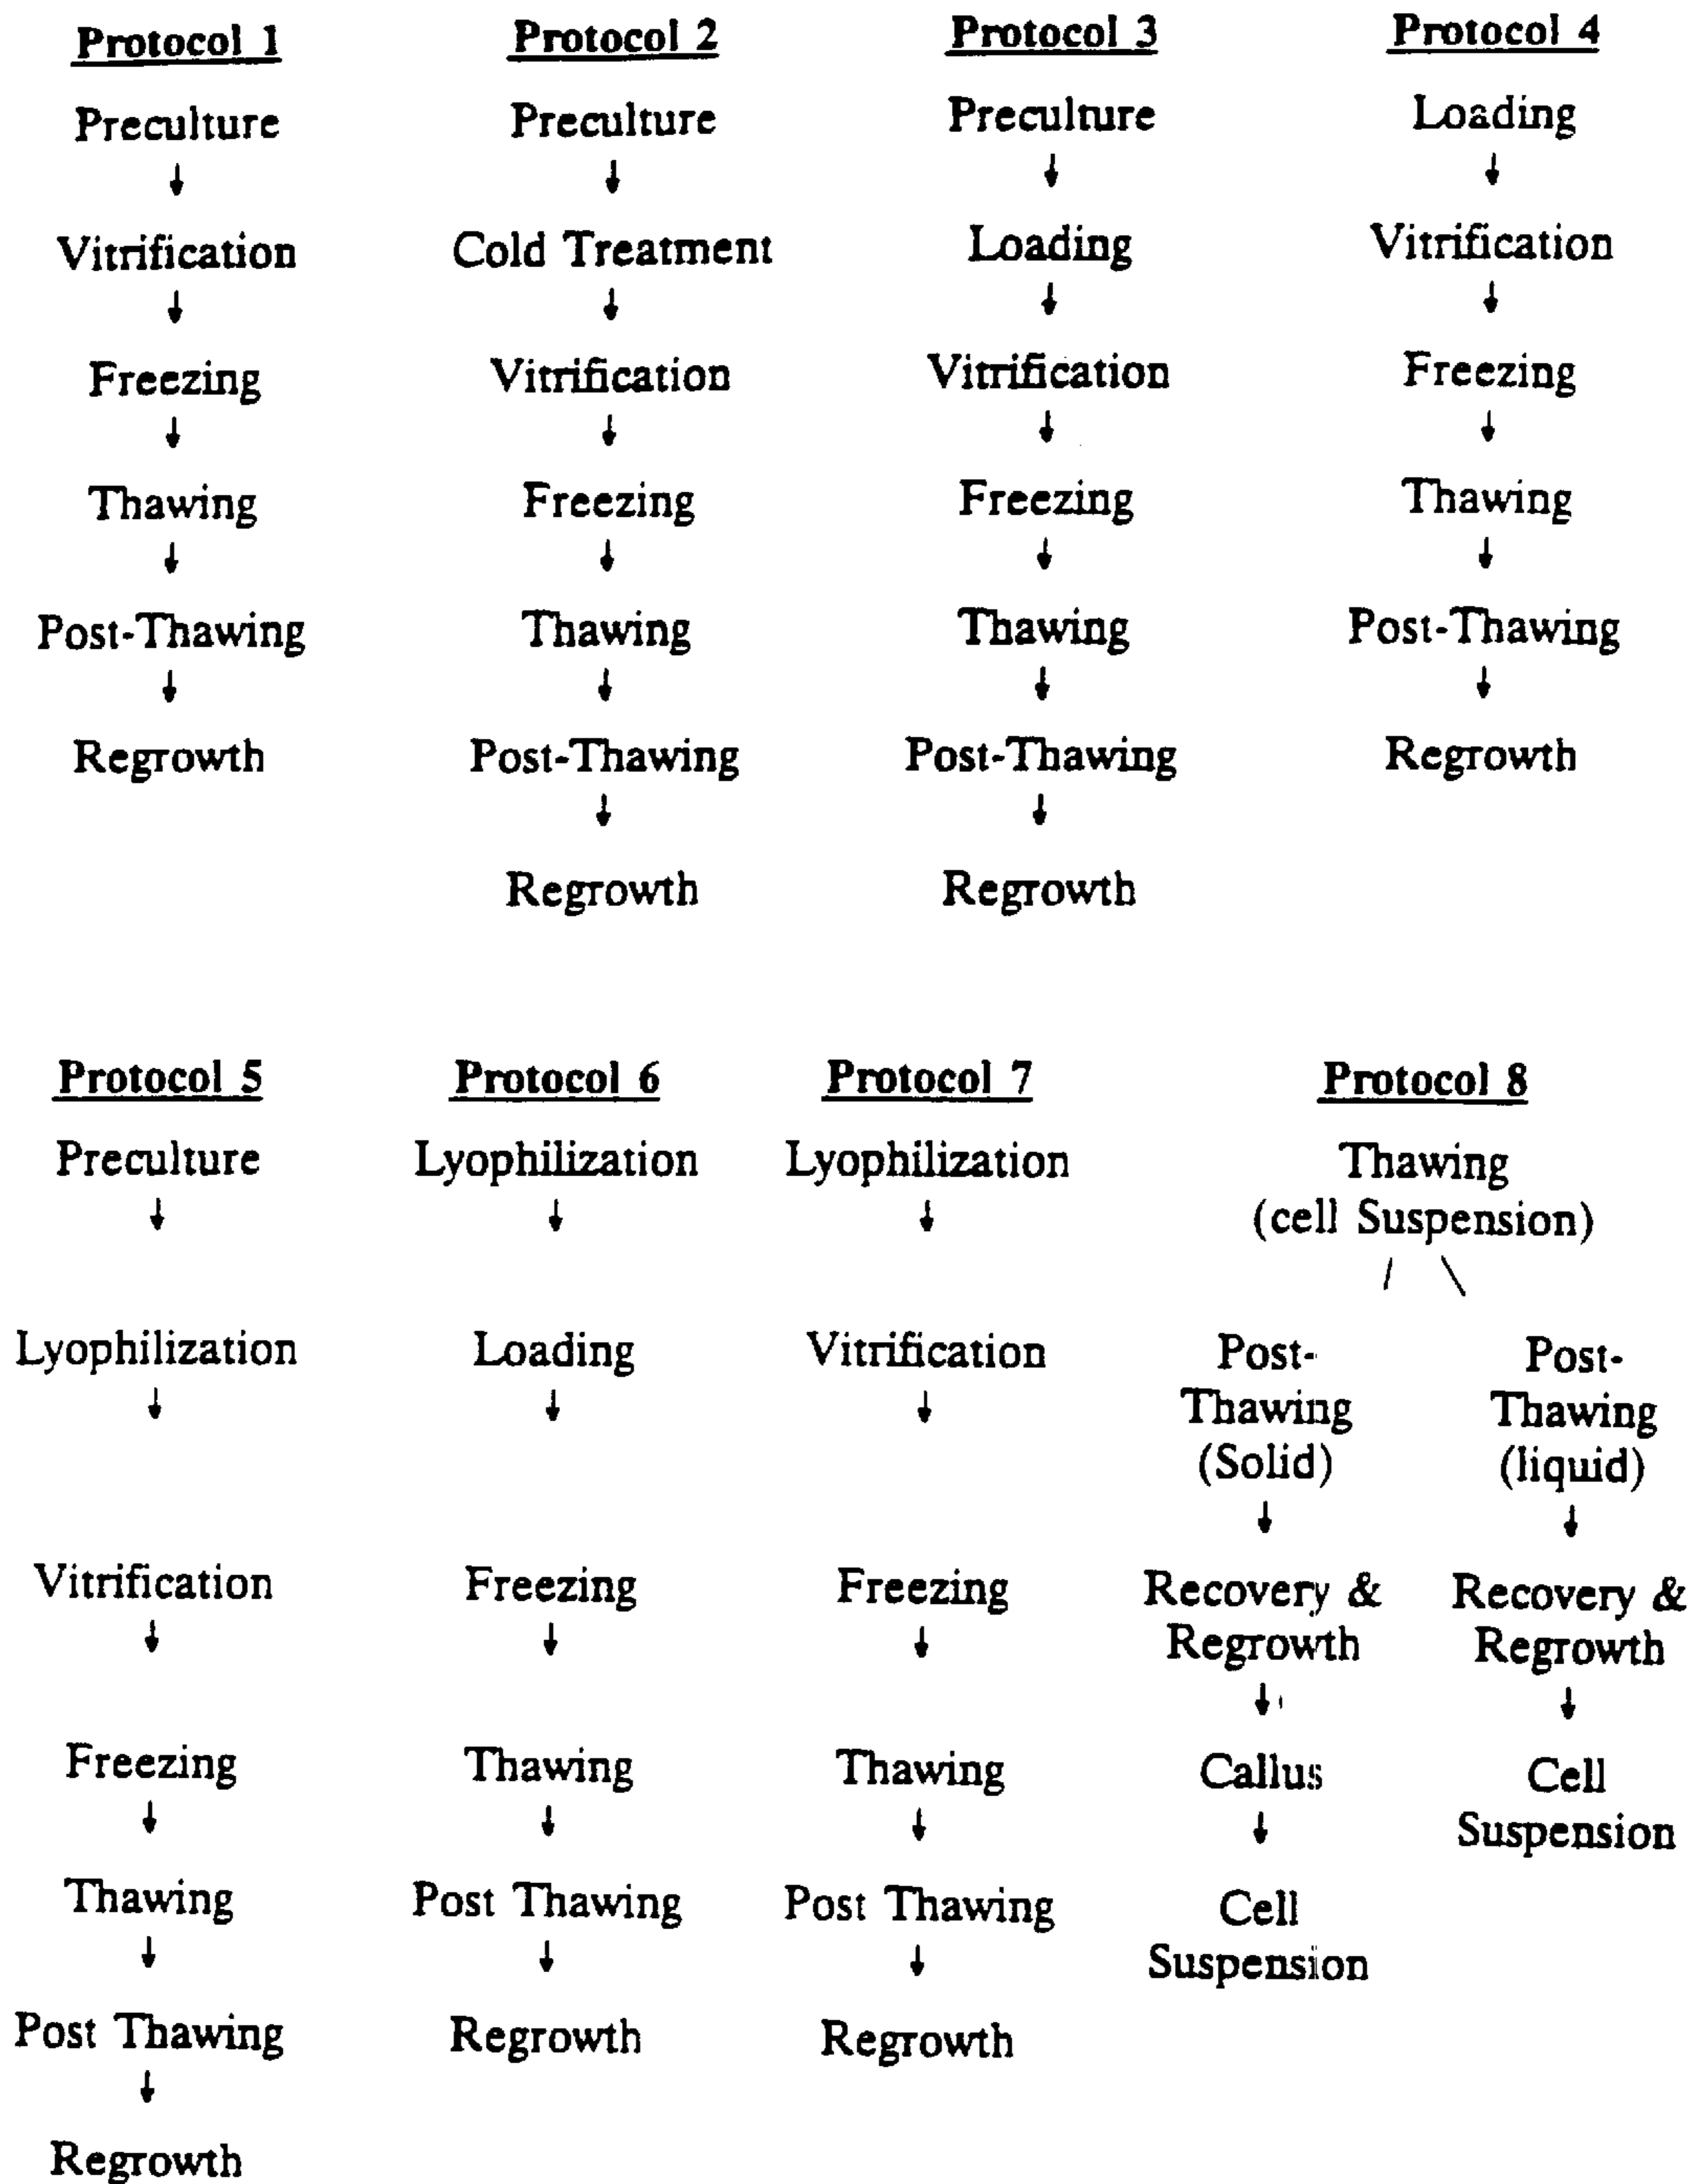 Protocol 1
Preculture
↓
Vitrification
↓
Freezing
↓
Thawing
↓
Post-Thawing
↓
Regrowth
Protocol 2
Preculture
↓
Cold Treatment
↓
Vitrification
↓
Freezing
↓
Thawing
↓
Post-Thawing
↓
Regrowth
Protocol 3
Preculture
↓
Loading
↓
Vitrification
↓
Freezing
↓
Thawing
↓
Post-Thawing
↓
Regrowth
Protocol 4
Loading
↓
Vitrification
↓
Freezing
↓
Thawing
↓
Post-Thawing
↓
Regrowth
Protocol 5
Preculture
↓
Lyophilization
↓
Vitrification
↓
Freezing
↓
Thawing
↓
Post Thawing
↓
Regrowth
Protocol 6
Lyophilization
↓
Loading
↓
Freezing
↓
Thawing
↓
Post Thawing
↓
Regrowth
Protocol 7
Lyophilization
↓
Vitrification
↓
Freezing
↓
Thawing
↓
Post Thawing
↓
Regrowth
Protocol 8
Thawing
(cell Suspension)
/ \
Post-
Thawing
(Solid)
↓
Recovery &
Regrowth
↓
Callus
↓
Cell
Suspension
Post-
Thawing
(liquid)
↓
Recovery &
Regrowth
↓
Cell
Suspension